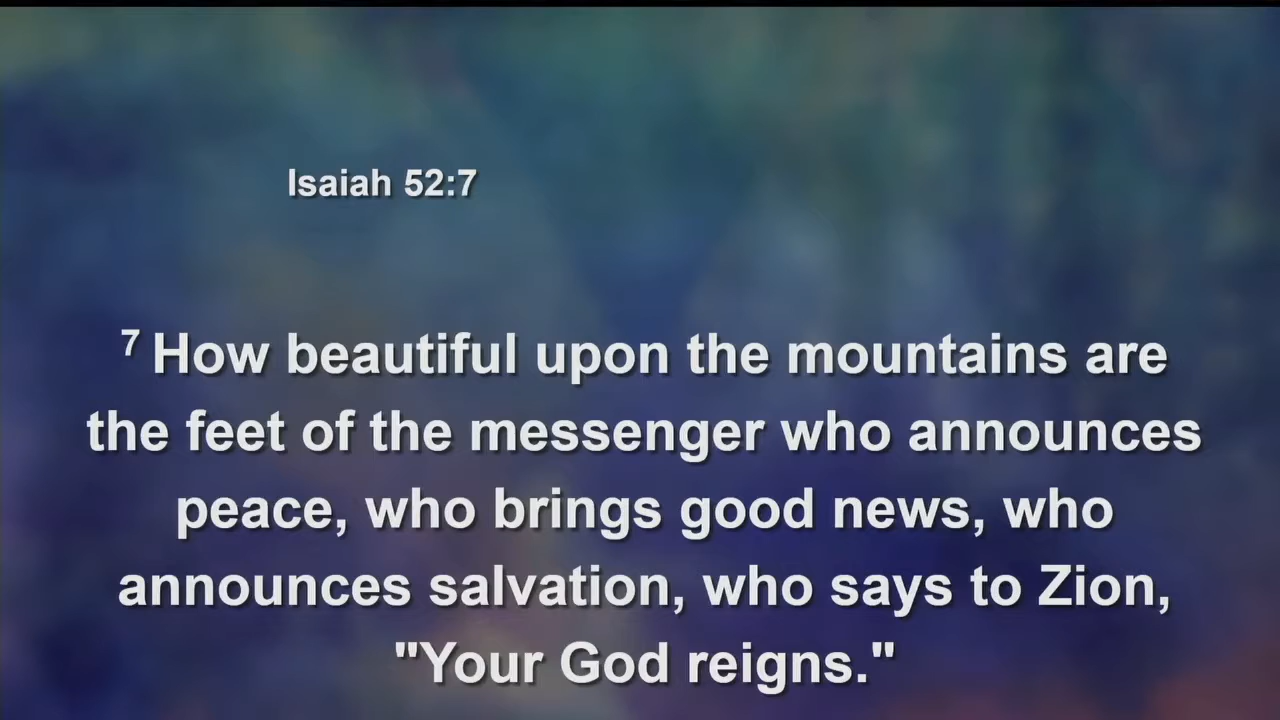 Isaiah 52:7
7 How beautiful upon the mountains are
the feet of the messenger who announces
peace, who brings good news, who
announces salvation, who says to Zion,
"Your God reigns."